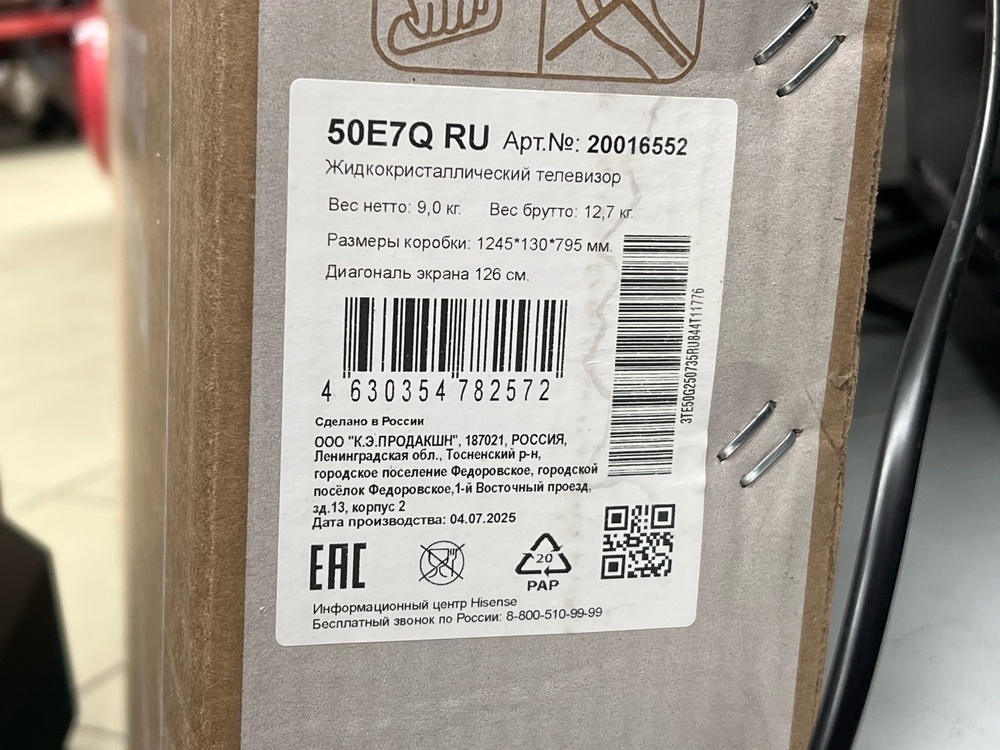 50E7Q RU Арт.№: 20016552
Жидкокристаллический телевизор
Вес нетто: 9,0 кг. Вес брутто: 12,7 кг.
Размеры коробки: 1245*130*795 мм.
Диагональ экрана 126 см.
3TE50G250735RU844T11776
4 630354 782572
Сделано в России
ООО "К.Э.ПРОДАКШН", 187021, РОССИЯ,
Ленинградская обл., Тосненский р-н,
городское поселение Федоровское, городской
посёлок Федоровское,1-й Восточный проезд,
зд.13, корпус 2
Дата производства: 04.07.2025
EAC
20
PAP
Информационный центр Hisense
Бесплатный звонок по России: 8-800-510-99-99